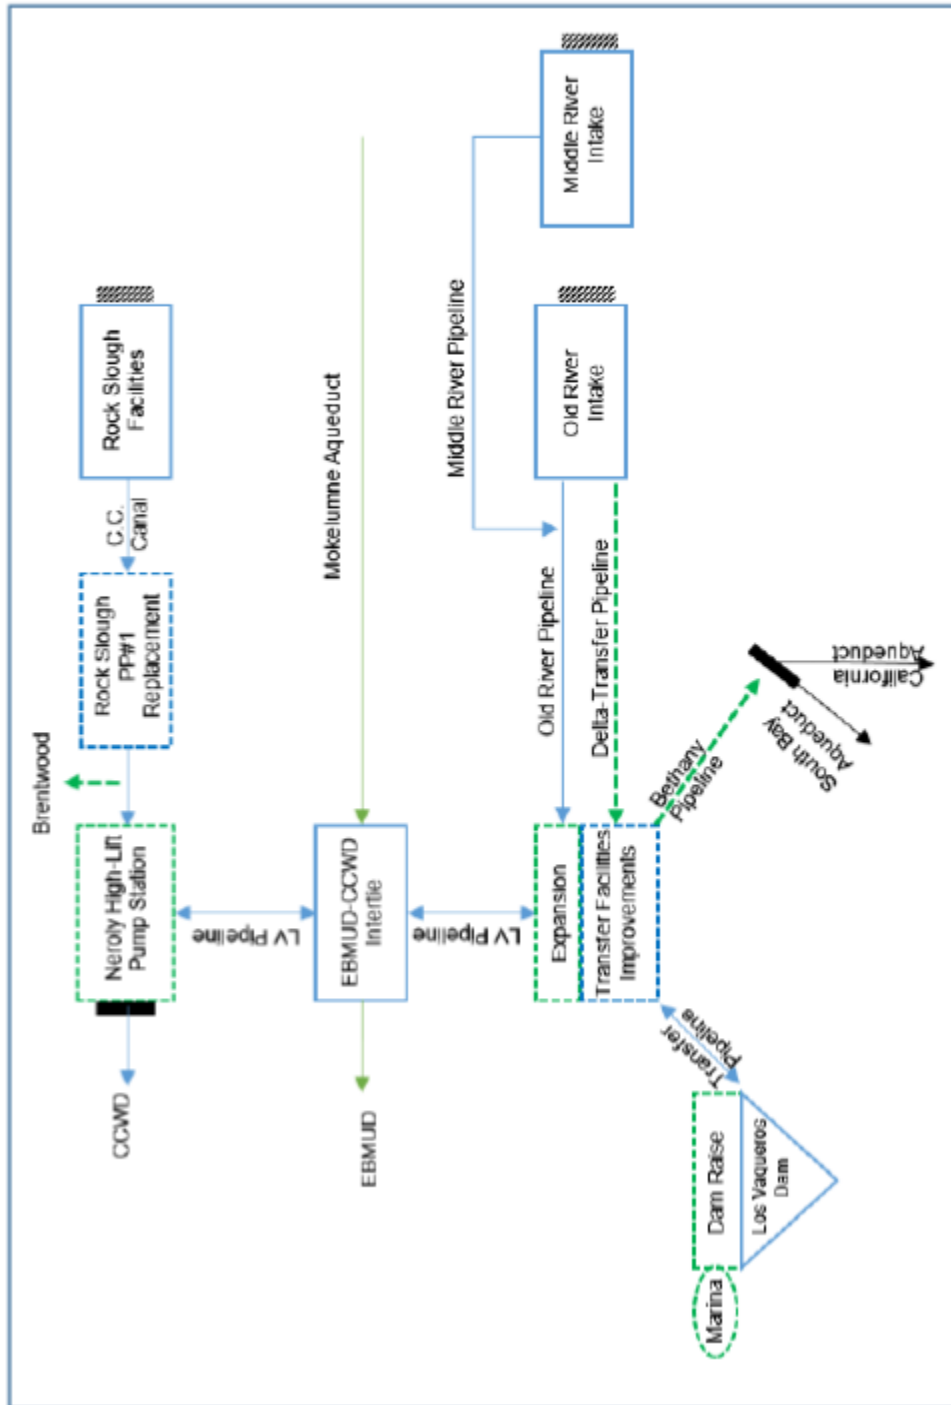 Brentwood
CCWD
Neroly High-Lift
Pump Station
Rock Slough
PP#1
Replacement
C.C.
Canal
Rock Slough
Facilities
LV Pipeline
EBMUD
EBMUD-CCWD
Intertie
Mokelumne Aqueduct
LV Pipeline
Middle River Pipeline
Middle River
Intake
Expansion
Transfer Facilities
Improvements
Old River Pipeline
Delta-Transfer Pipeline
Old River
Intake
Transfer
Pipeline
Bethany
Pipeline
South Bay
Aqueduct
California
Aqueduct
Marina
Dam Raise
Los Vaqueros
Dam